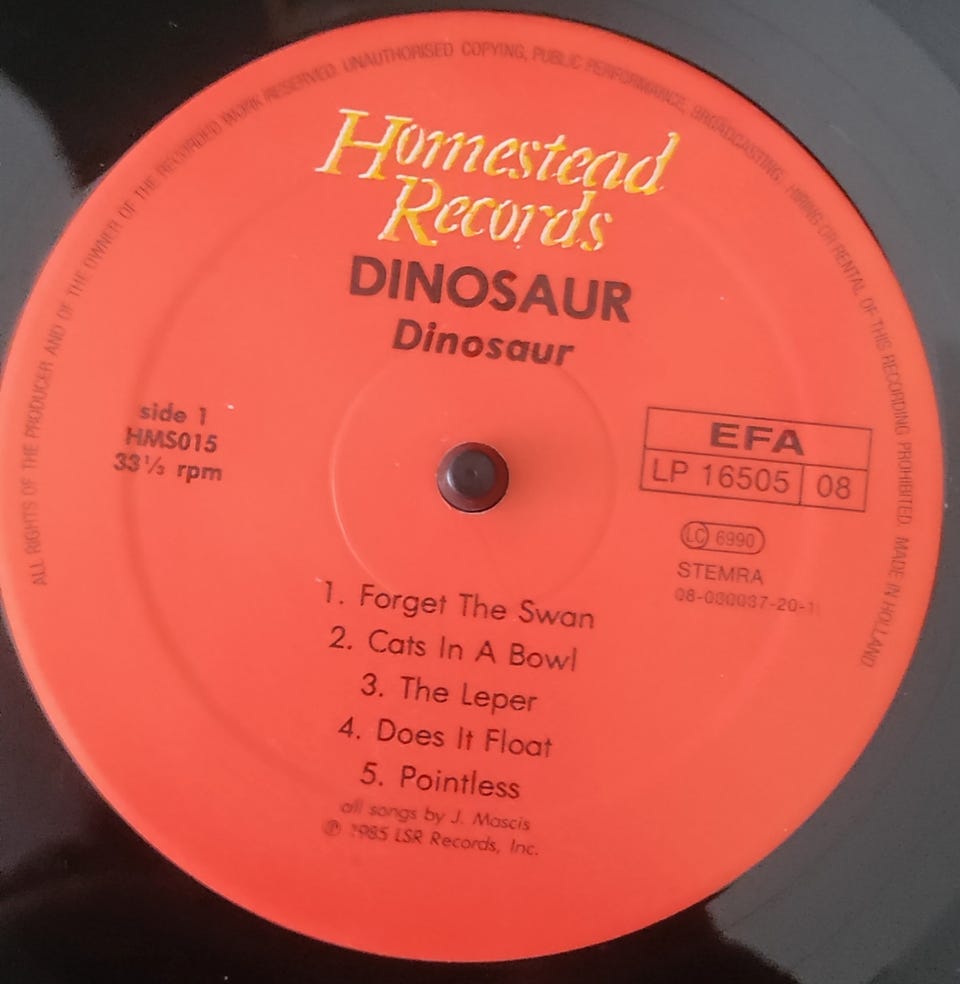 ALL RIGHTS OF THE PRODUCER AND OF THE OWNER OF THE RECORDED WORK RESERVED. UNAUTHORISED COPYING, PUBLIC PERFORMANCE, BROADCASTING, HIRING OR RENTAL OF THIS RECORDING PROHIBITED. MADE IN HOLLAND
Homestead
Records
DINOSAUR
Dinosaur
side 1
HMS015
33⅓ rpm
EFA
LP 16505 08
LC 6990
STEMRA
1. Forget The Swan
2. Cats In A Bowl
3. The Leper
4. Does It Float
5. Pointless
all songs by J. Mascis
℗ 1985 LSR Records, Inc.